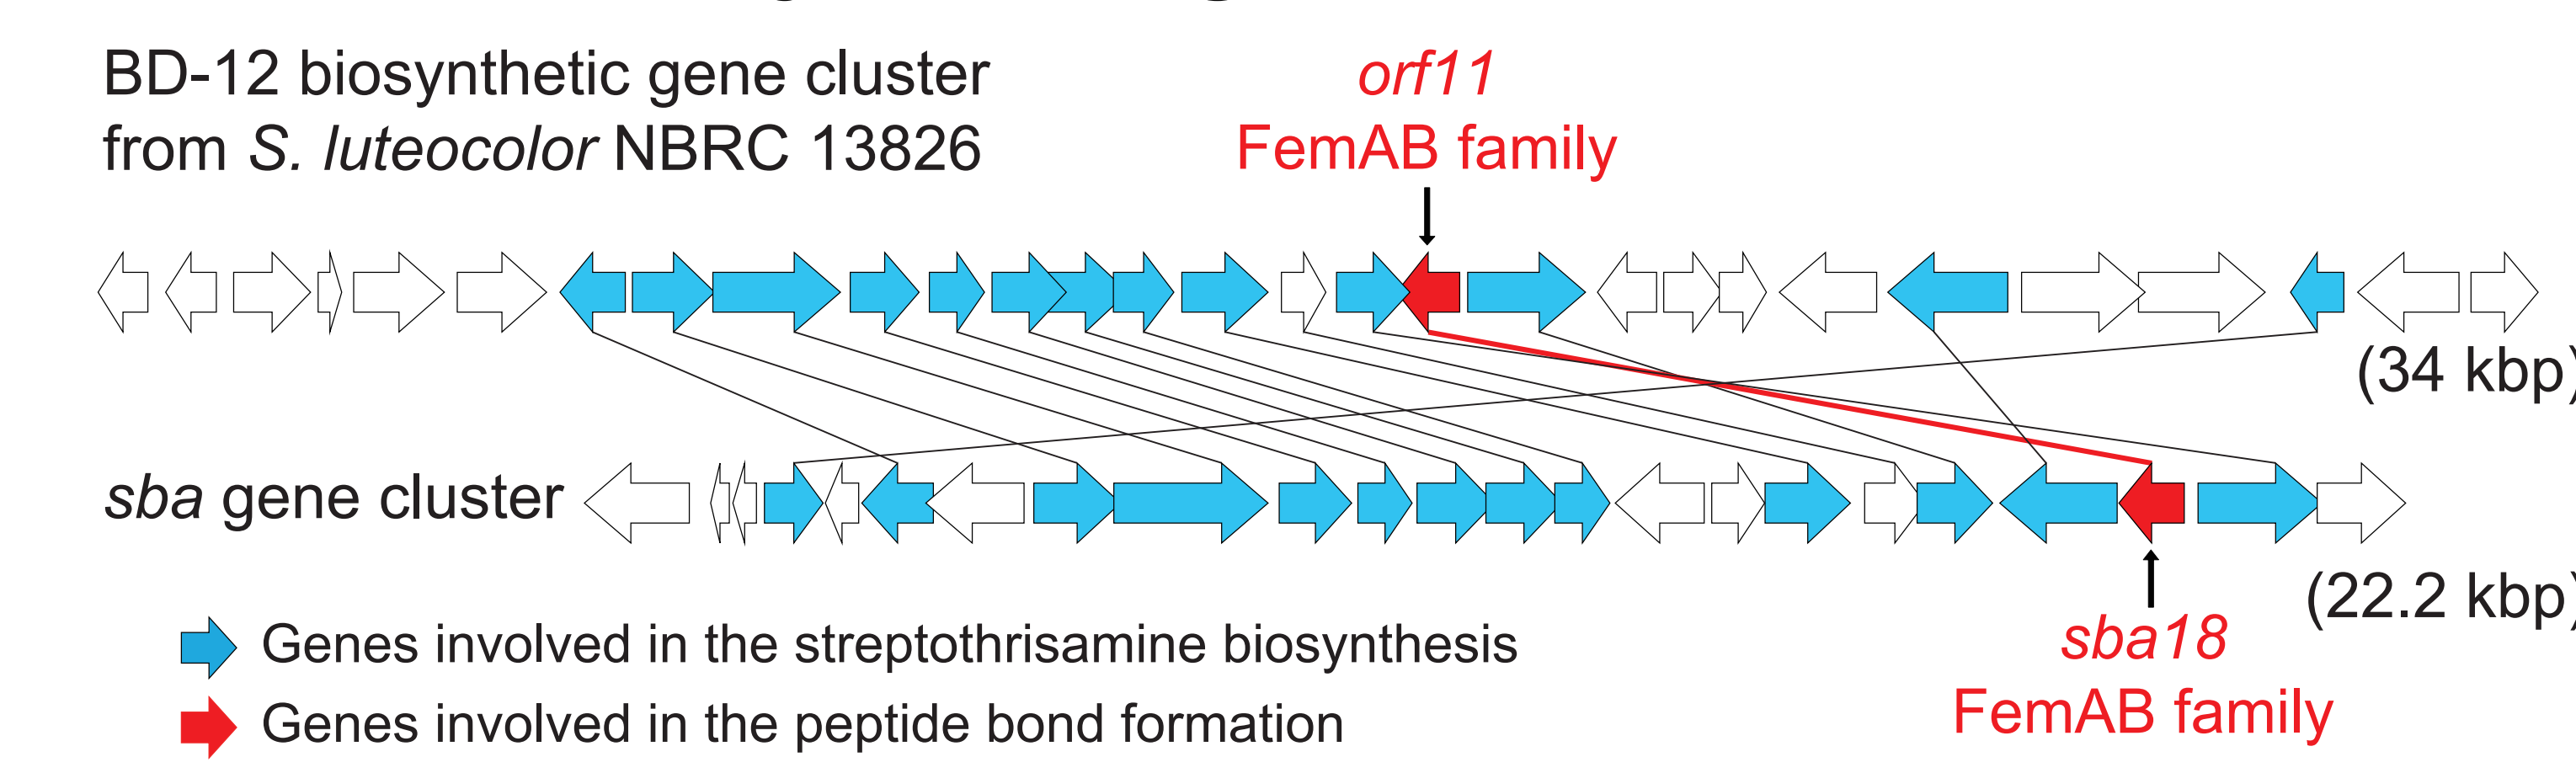 BD-12 biosynthetic gene cluster
from S. luteocolor NBRC 13826
orf11
FemAB family
(34 kbp)
sba gene cluster
(22.2 kbp)
sba18
FemAB family
Genes involved in the streptothrisamine biosynthesis
Genes involved in the peptide bond formation